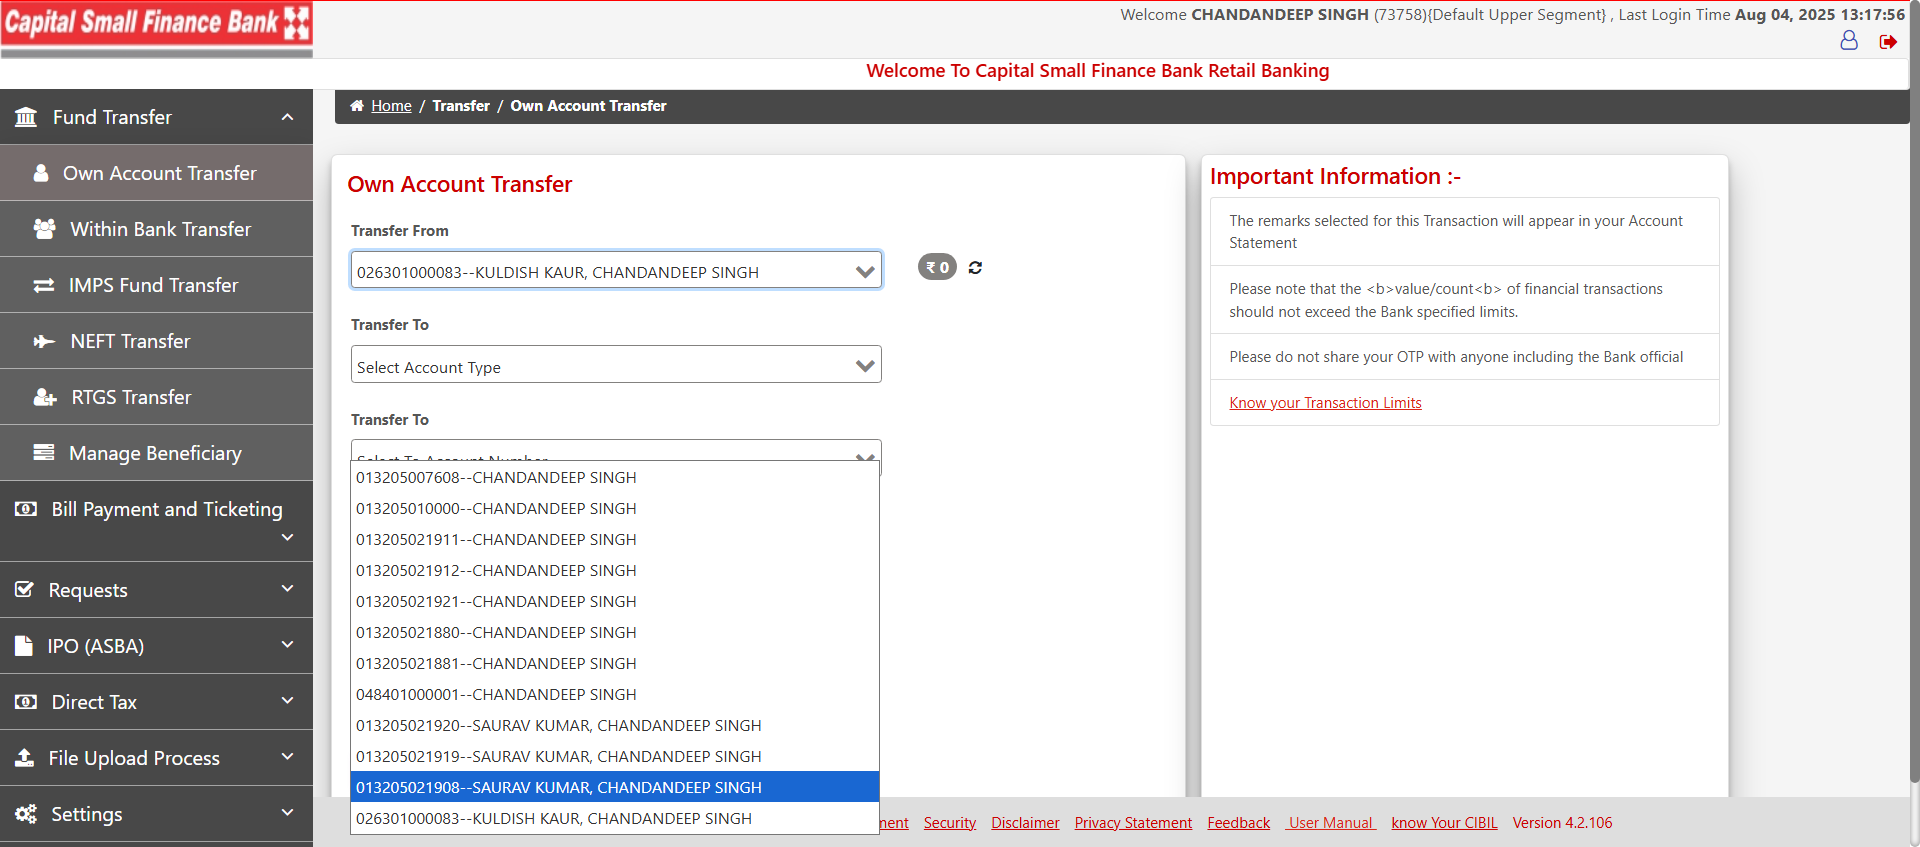 Capital Small Finance Bank
Welcome CHANDANDEEP SINGH (73758){Default Upper Segment} , Last Login Time Aug 04, 2025 13:17:56
Welcome To Capital Small Finance Bank Retail Banking
Fund Transfer
Own Account Transfer
Within Bank Transfer
IMPS Fund Transfer
NEFT Transfer
RTGS Transfer
Manage Beneficiary
Bill Payment and Ticketing
Requests
IPO (ASBA)
Direct Tax
File Upload Process
Settings
Home / Transfer / Own Account Transfer
Own Account Transfer
Transfer From
026301000083--KULDISH KAUR, CHANDANDEEP SINGH
₹ 0
Transfer To
Select Account Type
Transfer To
Select To Account Number
013205007608--CHANDANDEEP SINGH
013205010000--CHANDANDEEP SINGH
013205021911--CHANDANDEEP SINGH
013205021912--CHANDANDEEP SINGH
013205021921--CHANDANDEEP SINGH
013205021880--CHANDANDEEP SINGH
013205021881--CHANDANDEEP SINGH
048401000001--CHANDANDEEP SINGH
013205021920--SAURAV KUMAR, CHANDANDEEP SINGH
013205021919--SAURAV KUMAR, CHANDANDEEP SINGH
013205021908--SAURAV KUMAR, CHANDANDEEP SINGH
026301000083--KULDISH KAUR, CHANDANDEEP SINGH
Important Information :-
The remarks selected for this Transaction will appear in your Account
Statement
Please note that the <b>value/count<b> of financial transactions
should not exceed the Bank specified limits.
Please do not share your OTP with anyone including the Bank official
Know your Transaction Limits
nent Security Disclaimer Privacy Statement Feedback User Manual know Your CIBIL Version 4.2.106